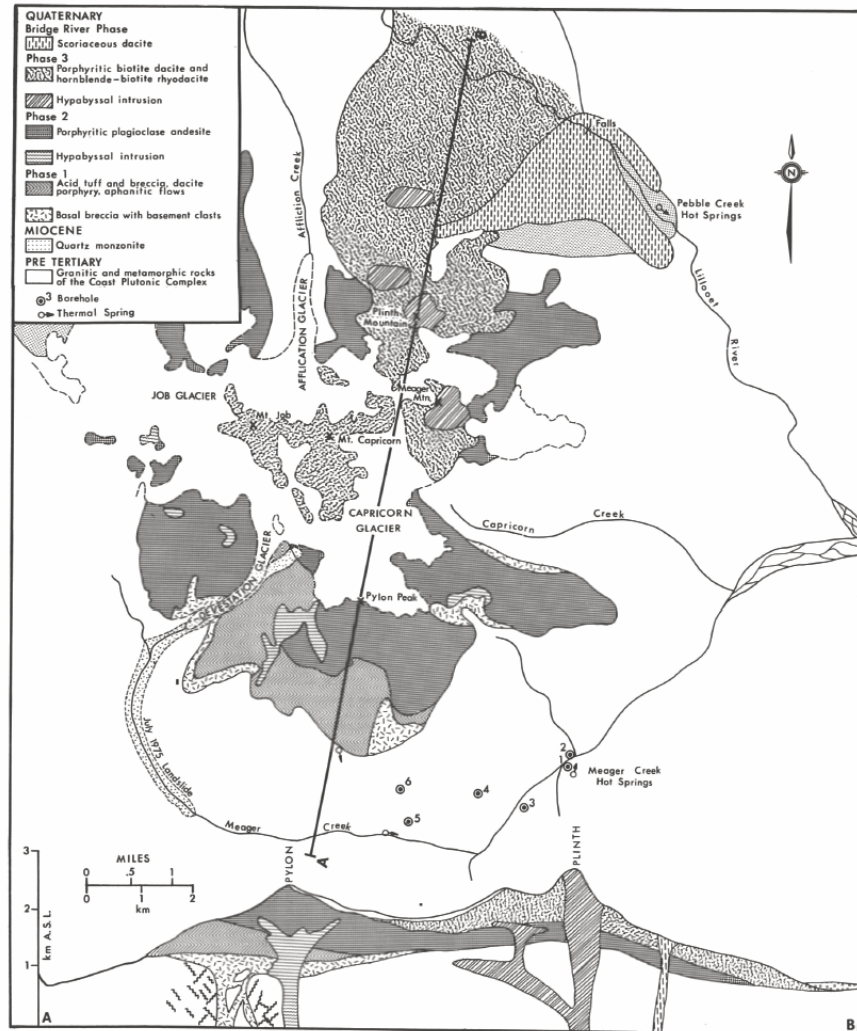 QUATERNARY
Bridge River Phase
Scoriaceous dacite
Phase 3
Porphyritic biotite dacite and
hornblende-biotite rhyodacite
Hypabyssal intrusion
Phase 2
Porphyritic plagioclase andesite
Hypabyssal intrusion
Phase 1
Acid tuff and breccia, dacite
porphyry, aphanitic flows
Basal breccia with basement clasts
MIOCENE
Quartz monzonite
PRE TERTIARY
Granitic and metamorphic rocks
of the Coast Plutonic Complex
3 Borehole
Thermal Spring
B
Affliction Creek
Falls
N
Pebble Creek
Hot Springs
Lillooet
River
AFFLICATION GLACIER
Plinth
Mountain
JOB GLACIER
Meager
Mtn.
Mt. Job
Mt. Capricorn
CAPRICORN
GLACIER
Capricorn
Creek
DEVESTATION GLACIER
Pylon Peak
July 1975 Landslide
2
1
Meager Creek
Hot Springs
6
4
3
5
Meager
Creek
A
MILES
0 .5 1
0 1 2
km
PYLON
PLINTH
3
2
1
km A.S.L.
A
B